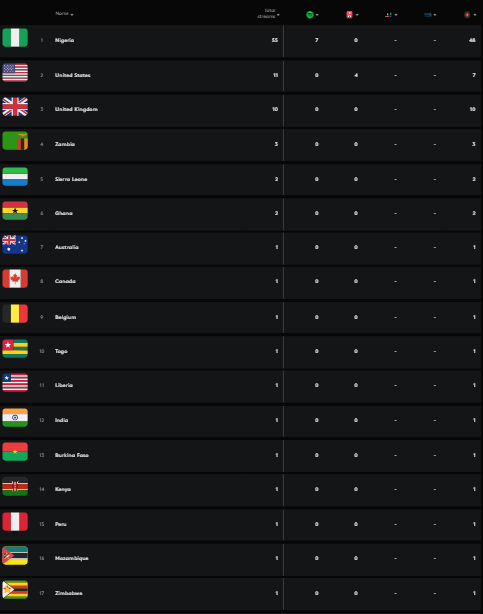 Name Total streams
1 Nigeria 55 7 0 - - 48
2 United States 11 0 4 - - 7
3 United Kingdom 10 0 0 - - 10
4 Zambia 3 0 0 - - 3
5 Sierra Leone 2 0 0 - - 2
6 Ghana 2 0 0 - - 2
7 Australia 1 0 0 - - 1
8 Canada 1 0 0 - - 1
9 Belgium 1 0 0 - - 1
10 Togo 1 0 0 - - 1
11 Liberia 1 0 0 - - 1
12 India 1 0 0 - - 1
13 Burkina Faso 1 0 0 - - 1
14 Kenya 1 0 0 - - 1
15 Peru 1 0 0 - - 1
16 Mozambique 1 0 0 - - 1
17 Zimbabwe 1 0 0 - - 1